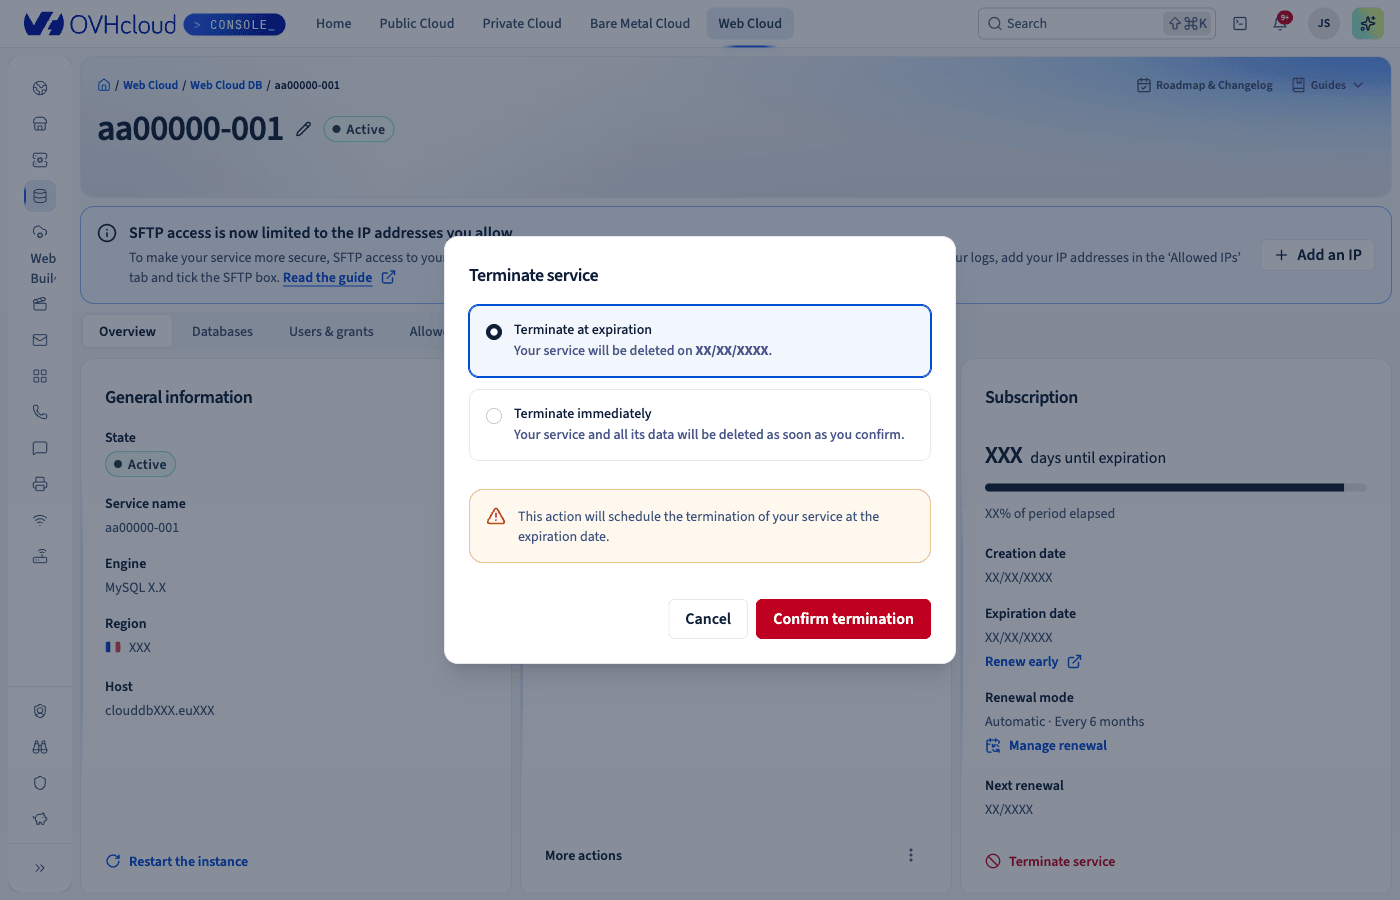 OVHcloud > CONSOLE_
Home
Public Cloud
Private Cloud
Bare Metal Cloud
Web Cloud
Search
⇧⌘K
9+
JS
/ Web Cloud / Web Cloud DB / aa00000-001
Roadmap & Changelog
Guides
aa00000-001
Active
SFTP access is now limited to the IP addresses you allow
To make your service more secure, SFTP access to you
ur logs, add your IP addresses in the ‘Allowed IPs’
tab and tick the SFTP box. Read the guide
Add an IP
Web
Buil
Overview
Databases
Users & grants
Allow
General information
State
Active
Service name
aa00000-001
Engine
MySQL X.X
Region
XXX
Host
clouddbXXX.euXXX
Restart the instance
Terminate service
Terminate at expiration
Your service will be deleted on XX/XX/XXXX.
Terminate immediately
Your service and all its data will be deleted as soon as you confirm.
This action will schedule the termination of your service at the
expiration date.
Cancel
Confirm termination
More actions
Subscription
XXX days until expiration
XX% of period elapsed
Creation date
XX/XX/XXXX
Expiration date
XX/XX/XXXX
Renew early
Renewal mode
Automatic · Every 6 months
Manage renewal
Next renewal
XX/XXXX
Terminate service